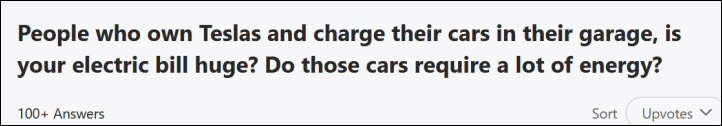 People who own Teslas and charge their cars in their garage, is
your electric bill huge? Do those cars require a lot of energy?
100+ Answers
Sort
Upvotes